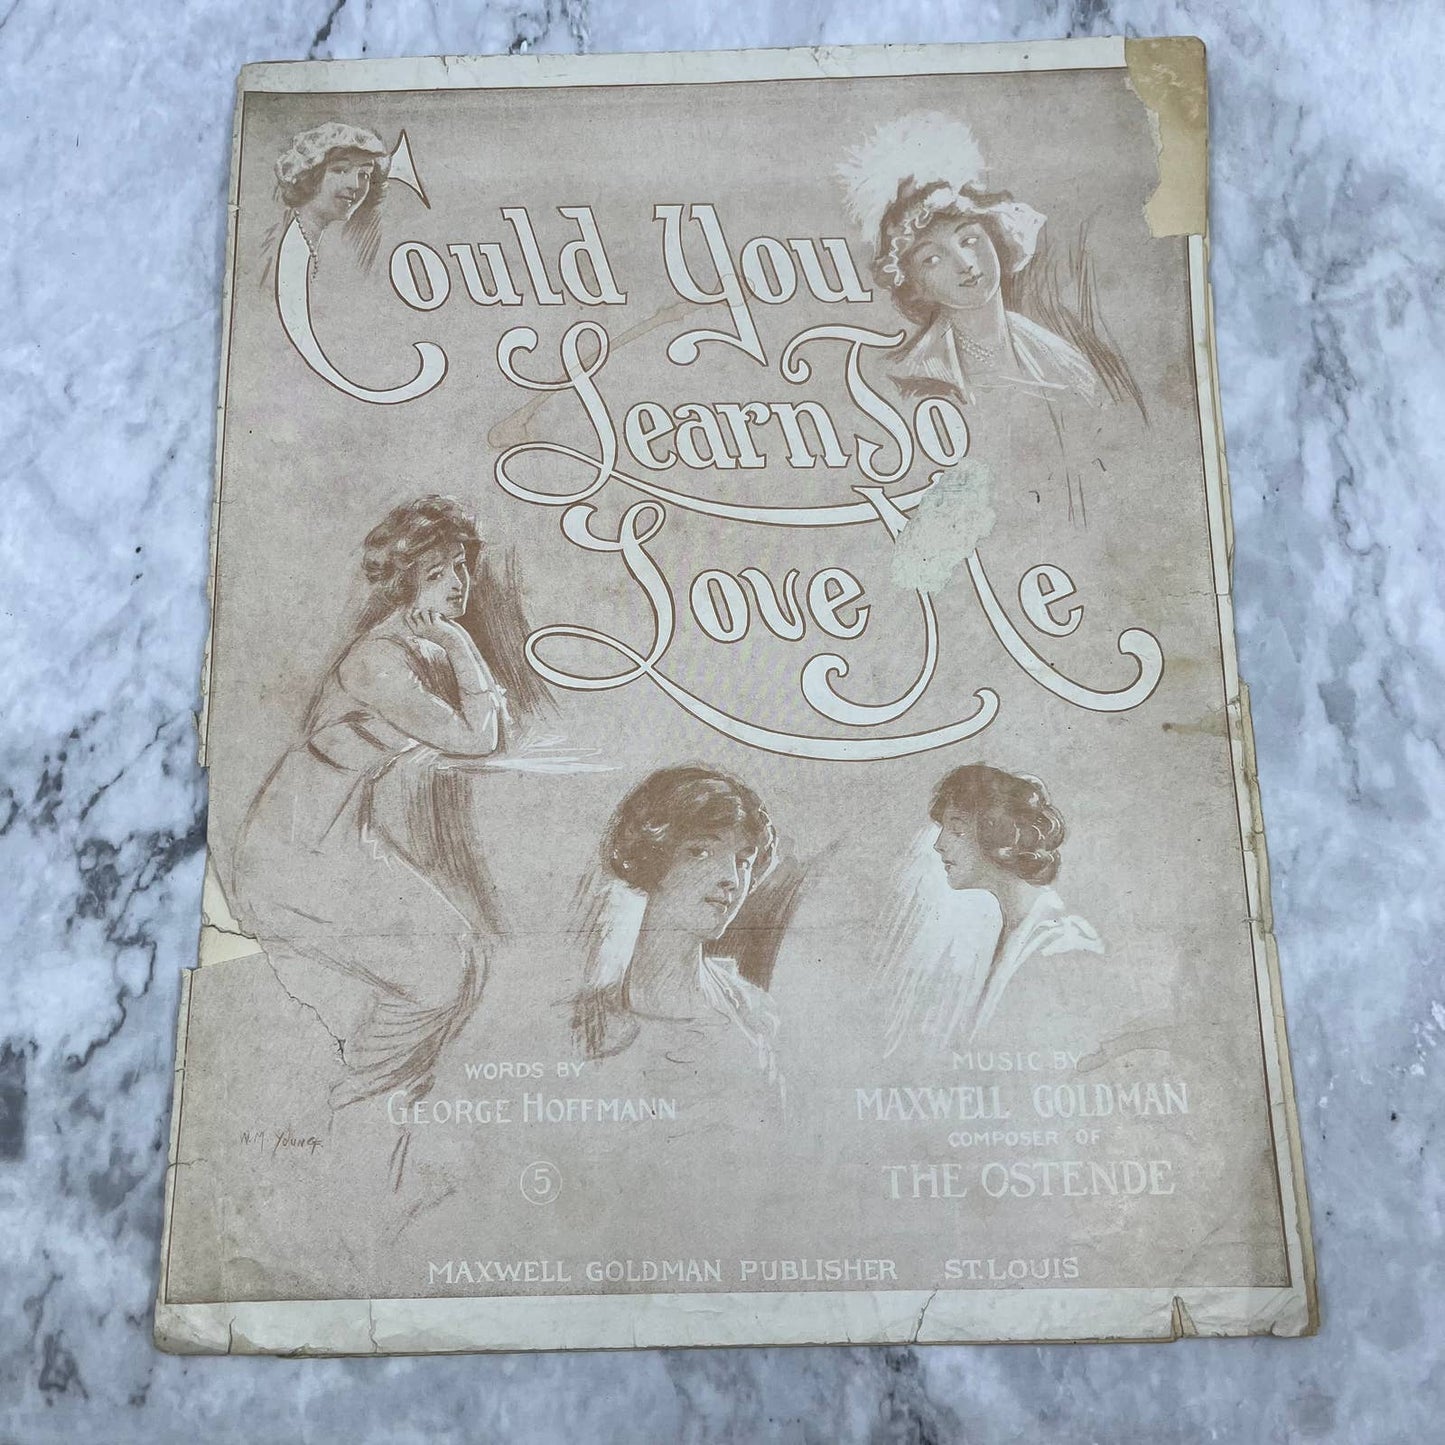 Could You
Learn To
Love Me
WORDS BY
GEORGE HOFFMANN
MUSIC BY
MAXWELL GOLDMAN
COMPOSER OF
THE OSTENDE
W.M. YOUNG
5
MAXWELL GOLDMAN PUBLISHER ST. LOUIS